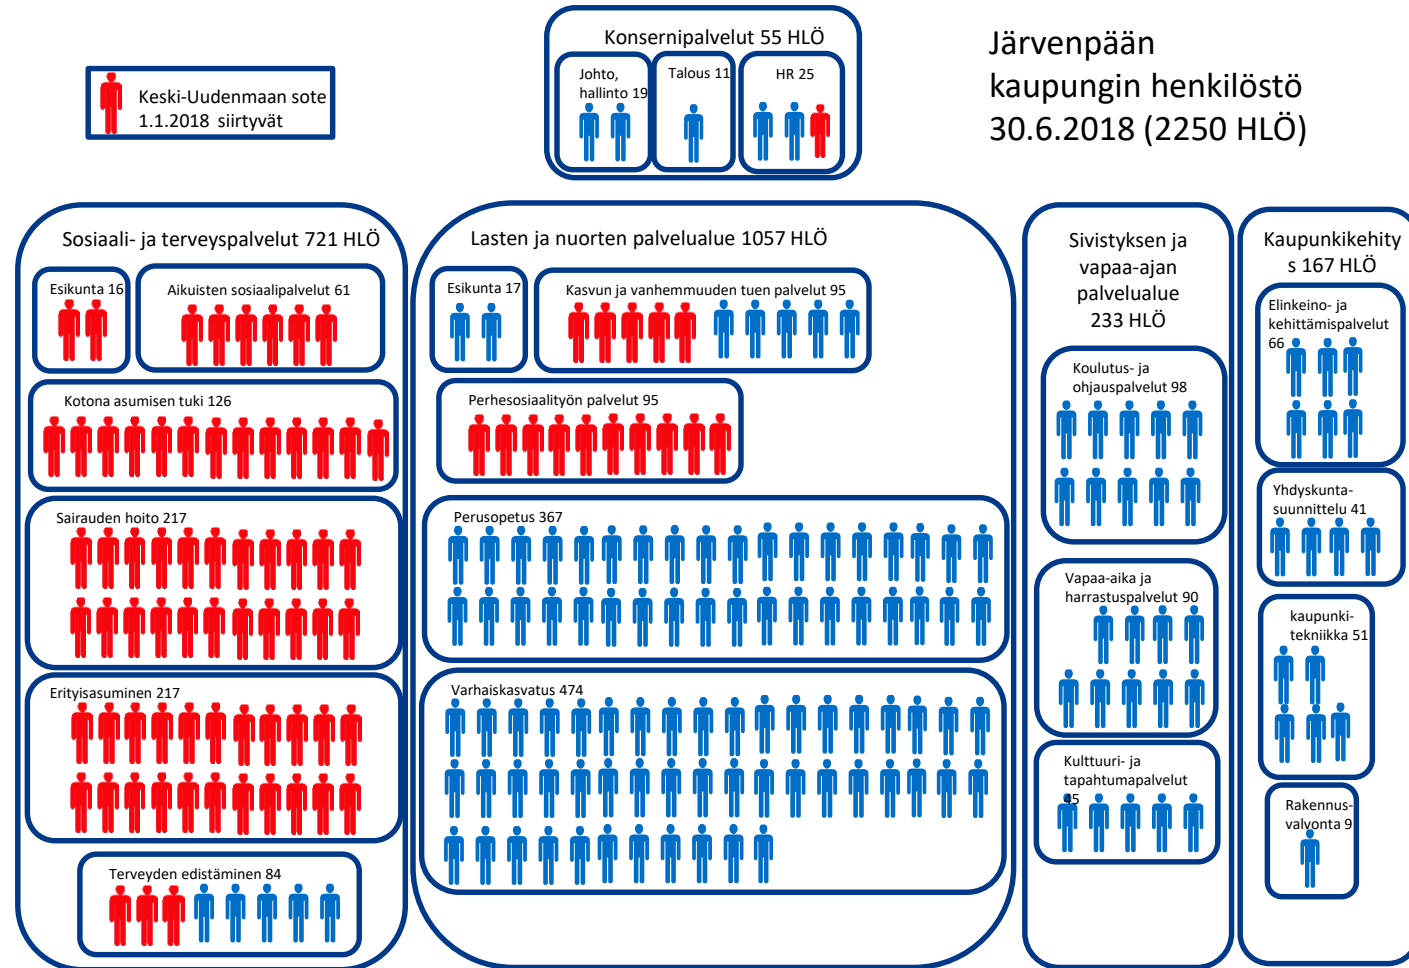 Konsernipalvelut 55 HLÖ
Johto,
hallinto 19
Talous 11
HR 25
Järvenpään
kaupungin henkilöstö
30.6.2018 (2250 HLÖ)
Keski-Uudenmaan sote
1.1.2018 siirtyvät
Sosiaali- ja terveyspalvelut 721 HLÖ
Esikunta 16
Aikuisten sosiaalipalvelut 61
Kotona asumisen tuki 126
Sairauden hoito 217
Erityisasuminen 217
Terveyden edistäminen 84
Lasten ja nuorten palvelualue 1057 HLÖ
Esikunta 17
Kasvun ja vanhemmuuden tuen palvelut 95
Perhesosiaalityön palvelut 95
Perusopetus 367
Varhaiskasvatus 474
Sivistyksen ja
vapaa-ajan
palvelualue
233 HLÖ
Koulutus- ja
ohjauspalvelut 98
Vapaa-aika ja
harrastuspalvelut 90
Kulttuuri- ja
tapahtumapalvelut
45
Kaupunkikehity
s 167 HLÖ
Elinkeino- ja
kehittämispalvelut
66
Yhdyskunta-
suunnittelu 41
kaupunki-
tekniikka 51
Rakennus-
valvonta 9